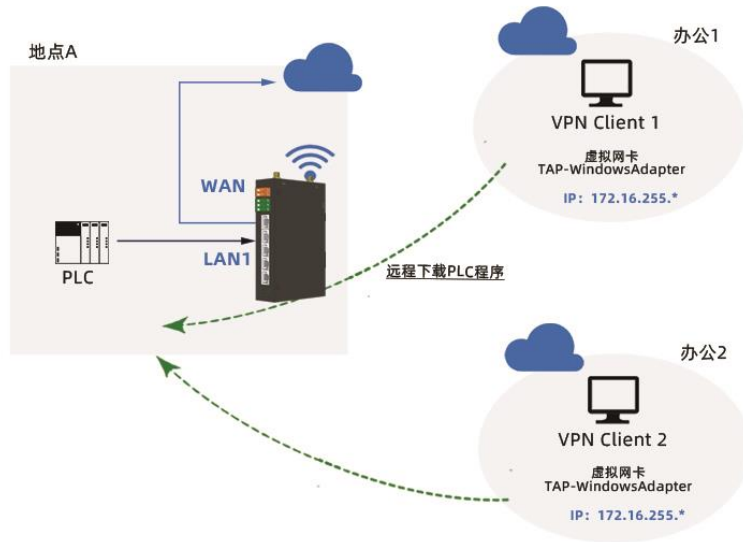 地点A
WAN
LAN1
PLC
远程下载PLC程序
办公1
VPN Client 1
虚拟网卡
TAP-WindowsAdapter
IP：172.16.255.*
办公2
VPN Client 2
虚拟网卡
TAP-WindowsAdapter
IP：172.16.255.*